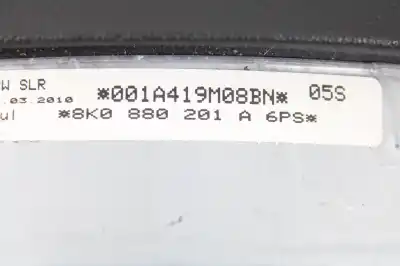 W SLR
.03.2010 *001A419M08BN* 05S
ul *8K0 880 201 A 6PS*